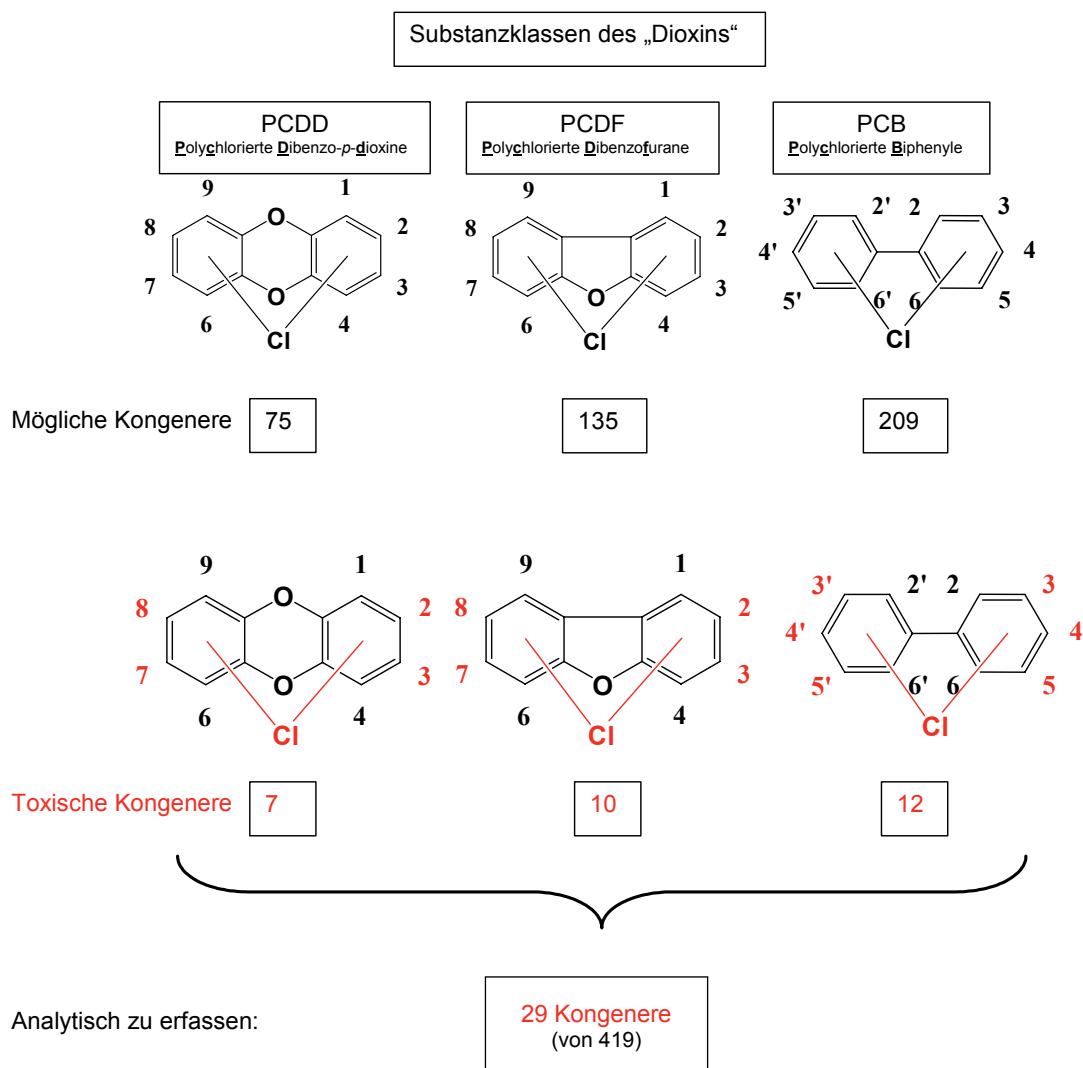 Substanzklassen des „Dioxins“
PCDD
Polychlorierte Dibenzo-p-dioxine
PCDF
Polychlorierte Dibenzofurane
PCB
Polychlorierte Biphenyle
9 1
8 O 2
7 O 3
6 Cl 4
9 1
8 2
7 O 3
6 Cl 4
3' 2' 2 3
4' 4
5' 6' 6 5
Cl
Mögliche Kongenere 75 135 209
9 1
8 O 2
7 O 3
6 Cl 4
9 1
8 2
7 O 3
6 Cl 4
3' 2' 2 3
4' 4
5' 6' 6 5
Cl
Toxische Kongenere 7 10 12
Analytisch zu erfassen:
29 Kongenere
(von 419)